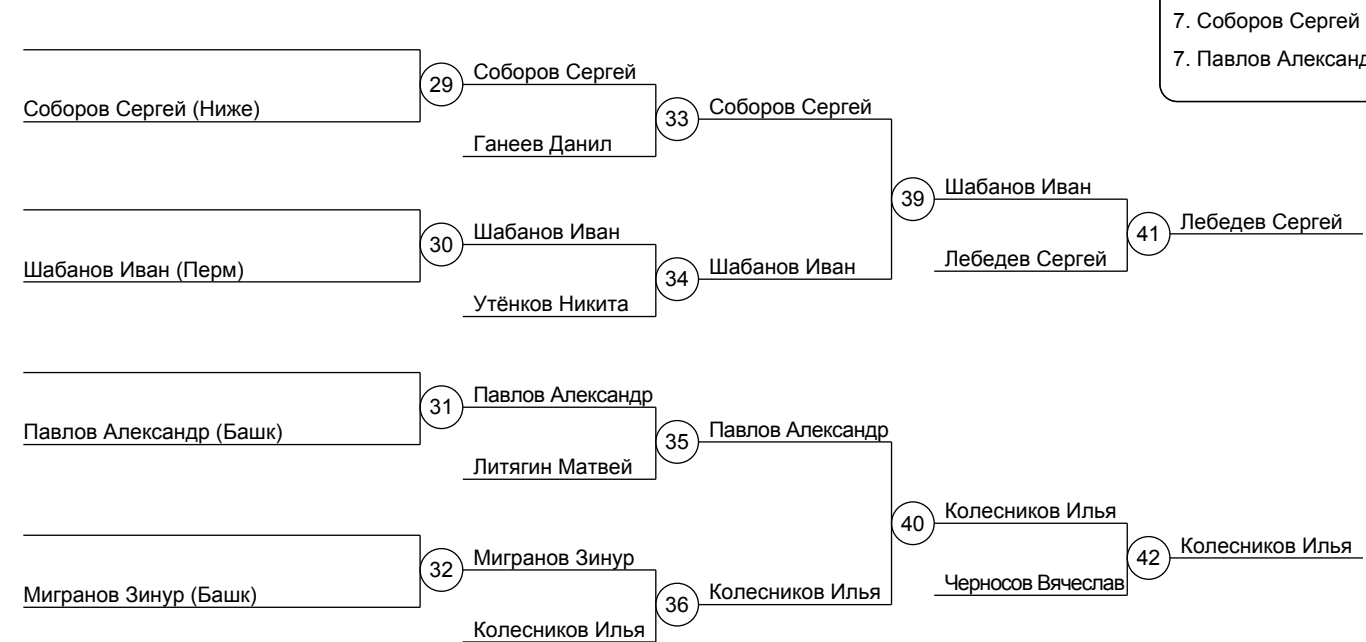 7. Соборов Сергей
7. Павлов Александ
29
Соборов Сергей
Соборов Сергей (Ниже)
33
Соборов Сергей
Ганеев Данил
39
Шабанов Иван
30
Шабанов Иван
41
Лебедев Сергей
Шабанов Иван (Перм)
34
Шабанов Иван
Лебедев Сергей
Утёнков Никита
31
Павлов Александр
Павлов Александр (Башк)
35
Павлов Александр
Литягин Матвей
40
Колесников Илья
32
Мигранов Зинур
42
Колесников Илья
Мигранов Зинур (Башк)
36
Колесников Илья
Черносов Вячеслав
Колесников Илья